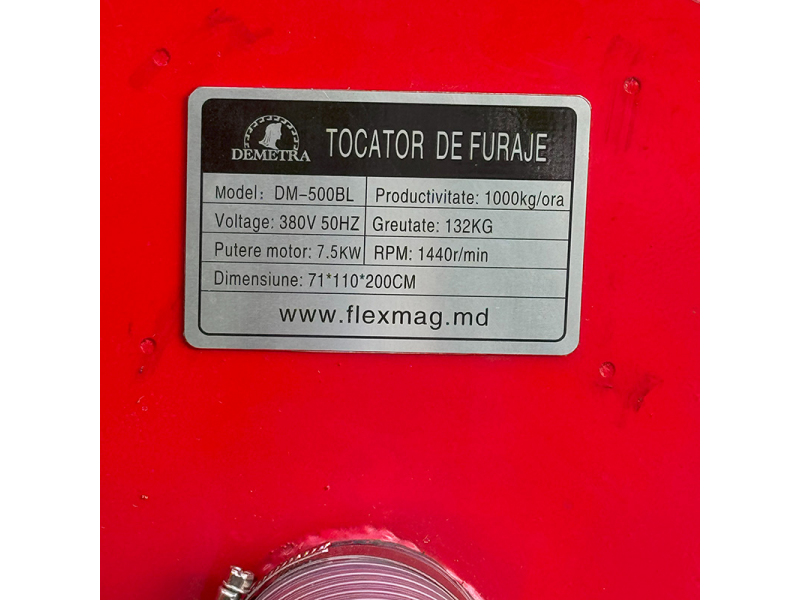 DEMETRA TOCATOR DE FURAJE
Model: DM-500BL Productivitate: 1000kg/ora
Voltage: 380V 50HZ Greutate: 132KG
Putere motor: 7.5KW RPM: 1440r/min
Dimensiune: 71*110*200CM
www.flexmag.md